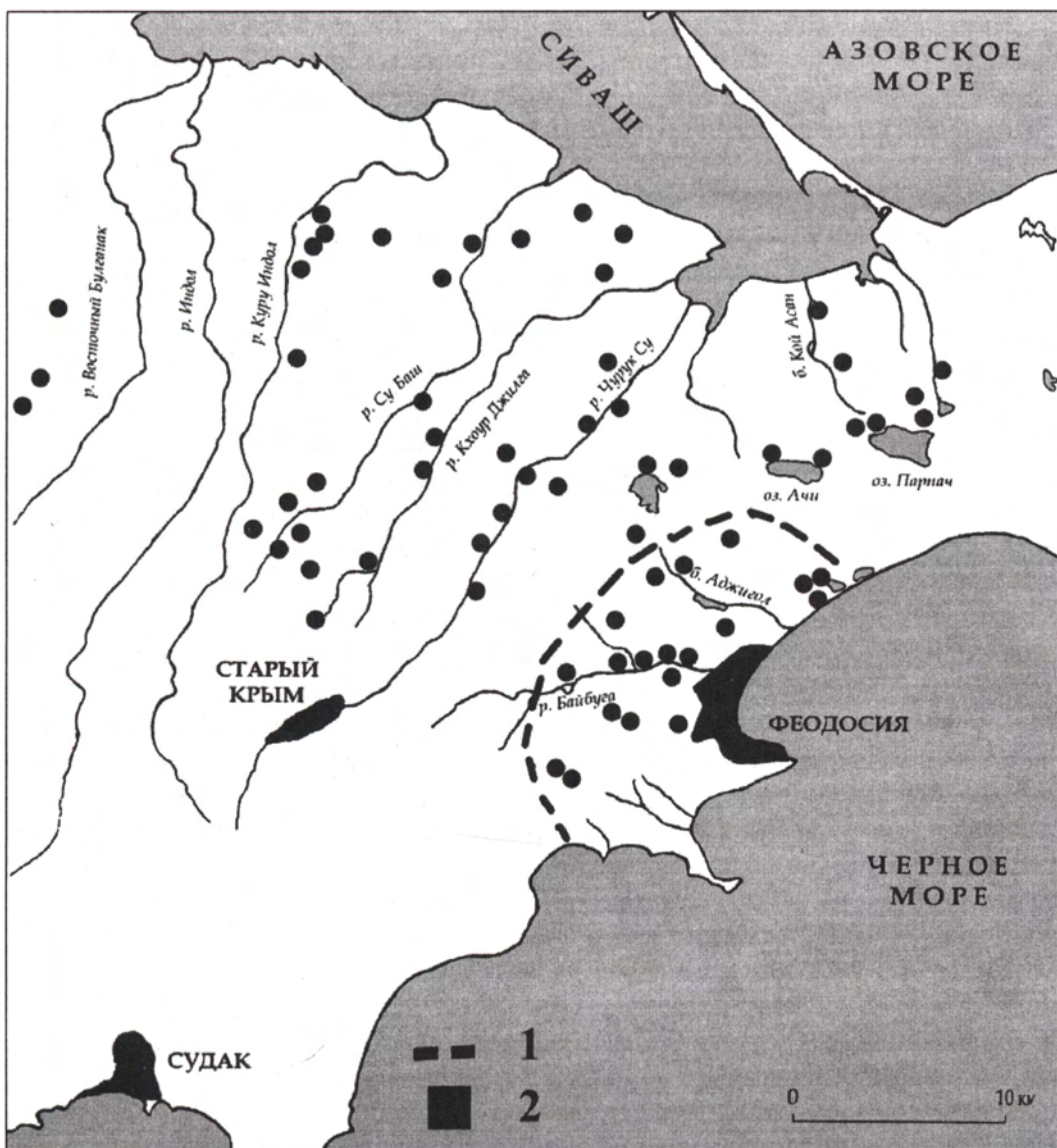 СИВАШ
АЗОВСКОЕ
МОРЕ
р. Восточный Булганак
р. Индол
р. Куру Индол
р. Су Баш
р. Кхоур Джилга
р. Чурук Су
б. Кой Асан
оз. Ачи
оз. Парпач
б. Аджигол
СТАРЫЙ
КРЫМ
р. Байбуга
ФЕОДОСИЯ
ЧЕРНОЕ
МОРЕ
СУДАК
1
2
0
10 км